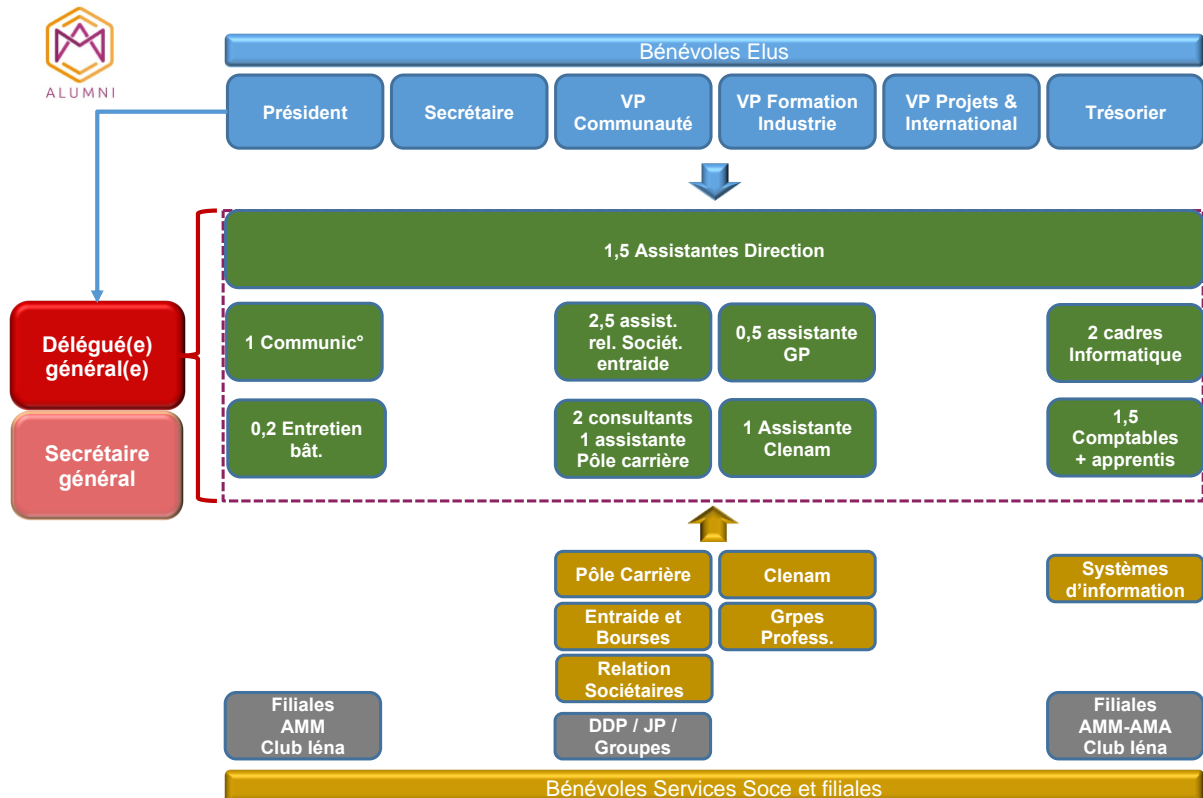 ALUMNI
Bénévoles Elus
Président
Secrétaire
VP
Communauté
VP Formation
Industrie
VP Projets &
International
Trésorier
1,5 Assistantes Direction
Délégué(e)
général(e)
Secrétaire
général
1 Communic°
2,5 assist.
rel. Sociét.
entraide
0,5 assistante
GP
2 cadres
Informatique
0,2 Entretien
bât.
2 consultants
1 assistante
Pôle carrière
1 Assistante
Clenam
1,5
Comptables
+ apprentis
Pôle Carrière
Clenam
Systèmes
d'information
Entraide et
Bourses
Grpes
Profess.
Relation
Sociétaires
Filiales
AMM
Club Iéna
DDP / JP /
Groupes
Filiales
AMM-AMA
Club Iéna
Bénévoles Services Soce et filiales